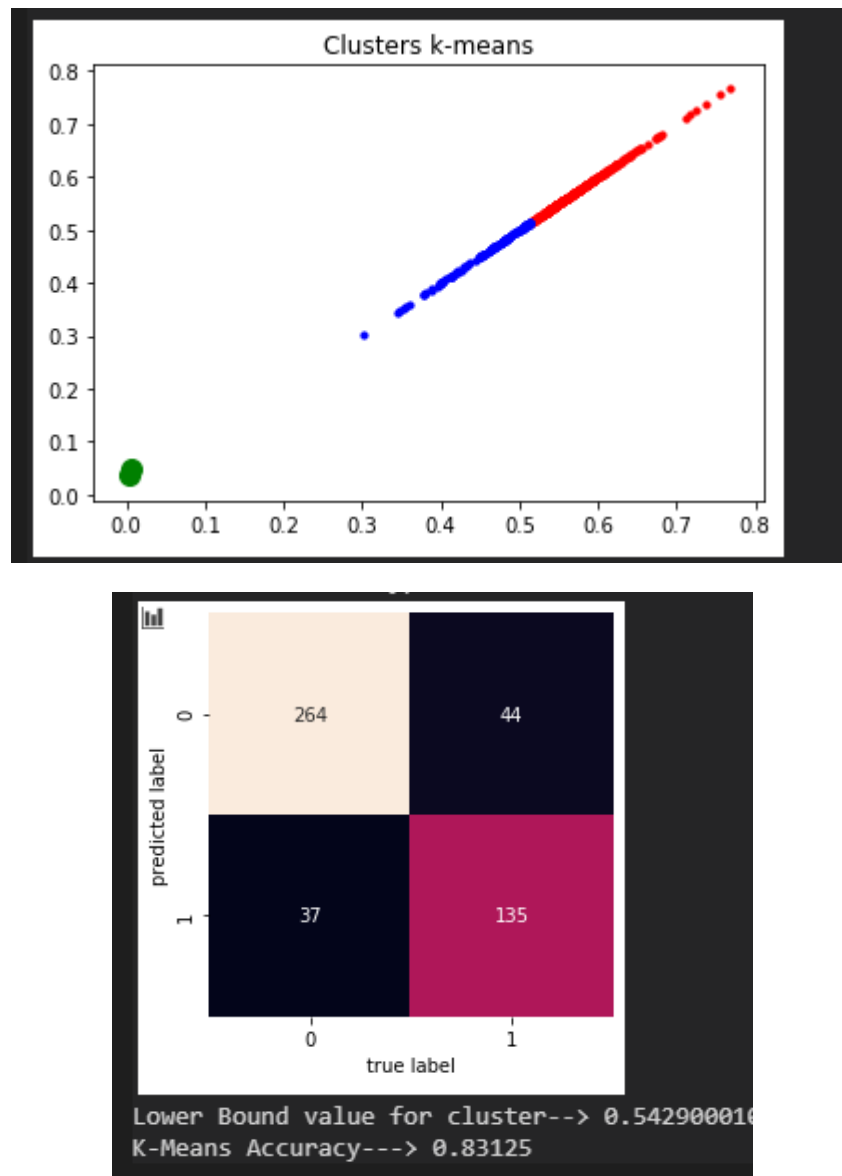 Clusters k-means
0.8
0.7
0.6
0.5
0.4
0.3
0.2
0.1
0.0
0.0 0.1 0.2 0.3 0.4 0.5 0.6 0.7 0.8
0 264 44
predicted label
1 37 135
0 1
true label
Lower Bound value for cluster--> 0.542900010
K-Means Accuracy---> 0.83125